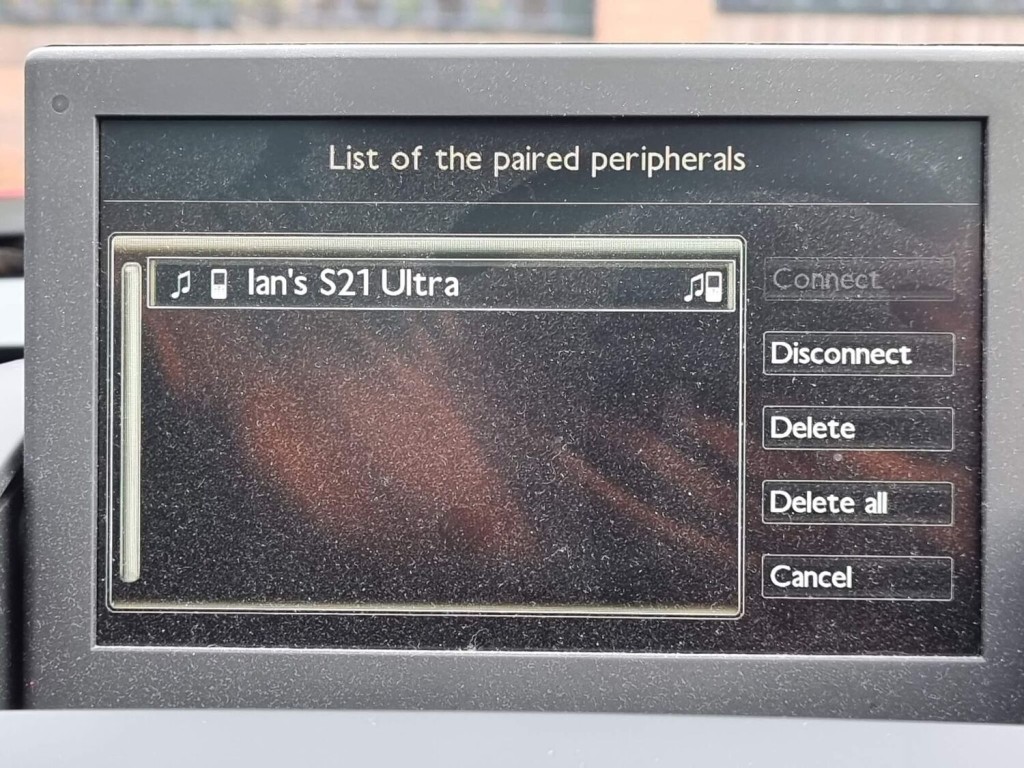 List of the paired peripherals
Ian's S21 Ultra
Connect
Disconnect
Delete
Delete all
Cancel